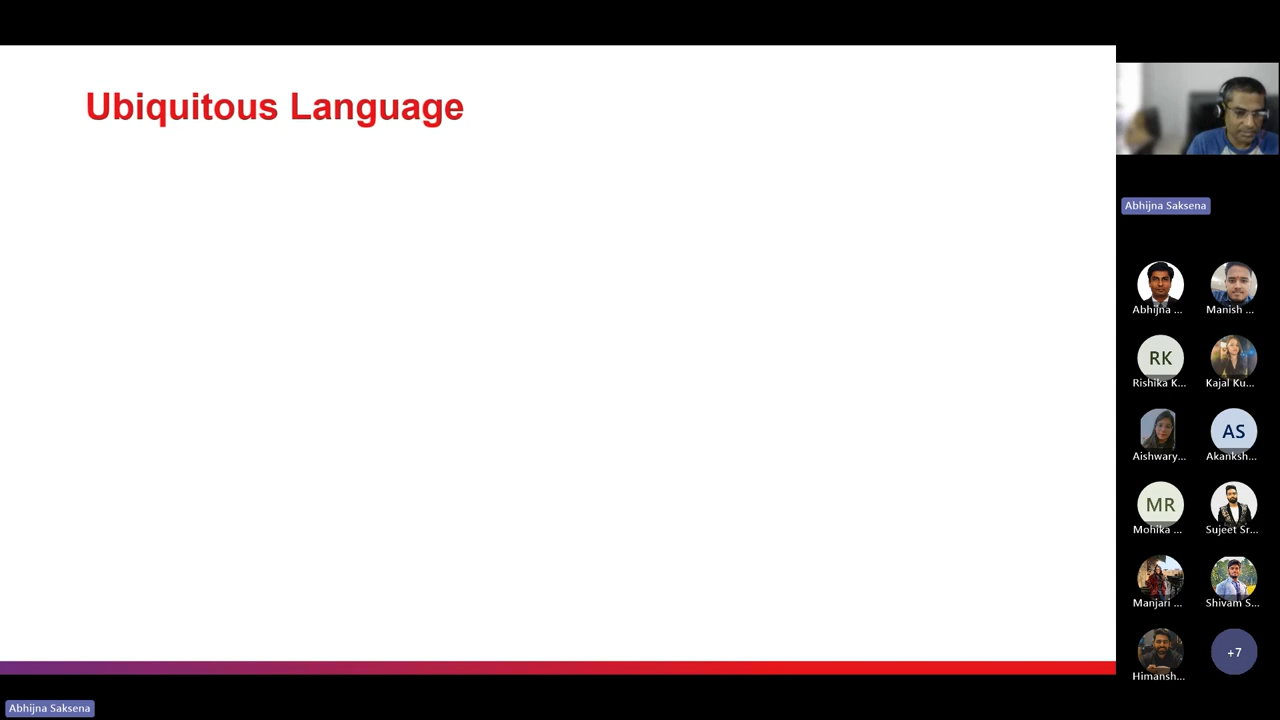 Ubiquitous Language
Abhijna Saksena
Abhijna ...
Manish ...
RK
Rishika K...
Kajal Ku...
Aishwary...
AS
Akanksh...
MR
Mohika ...
Sujeet Sr...
Manjari ...
Shivam S...
Himansh...
+7
Abhijna Saksena